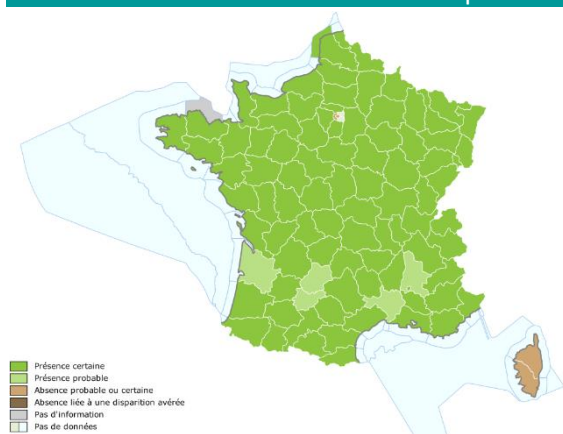 Présence certaine
Présence probable
Absence probable ou certaine
Absence liée à une disparition avérée
Pas d'information
Pas de données